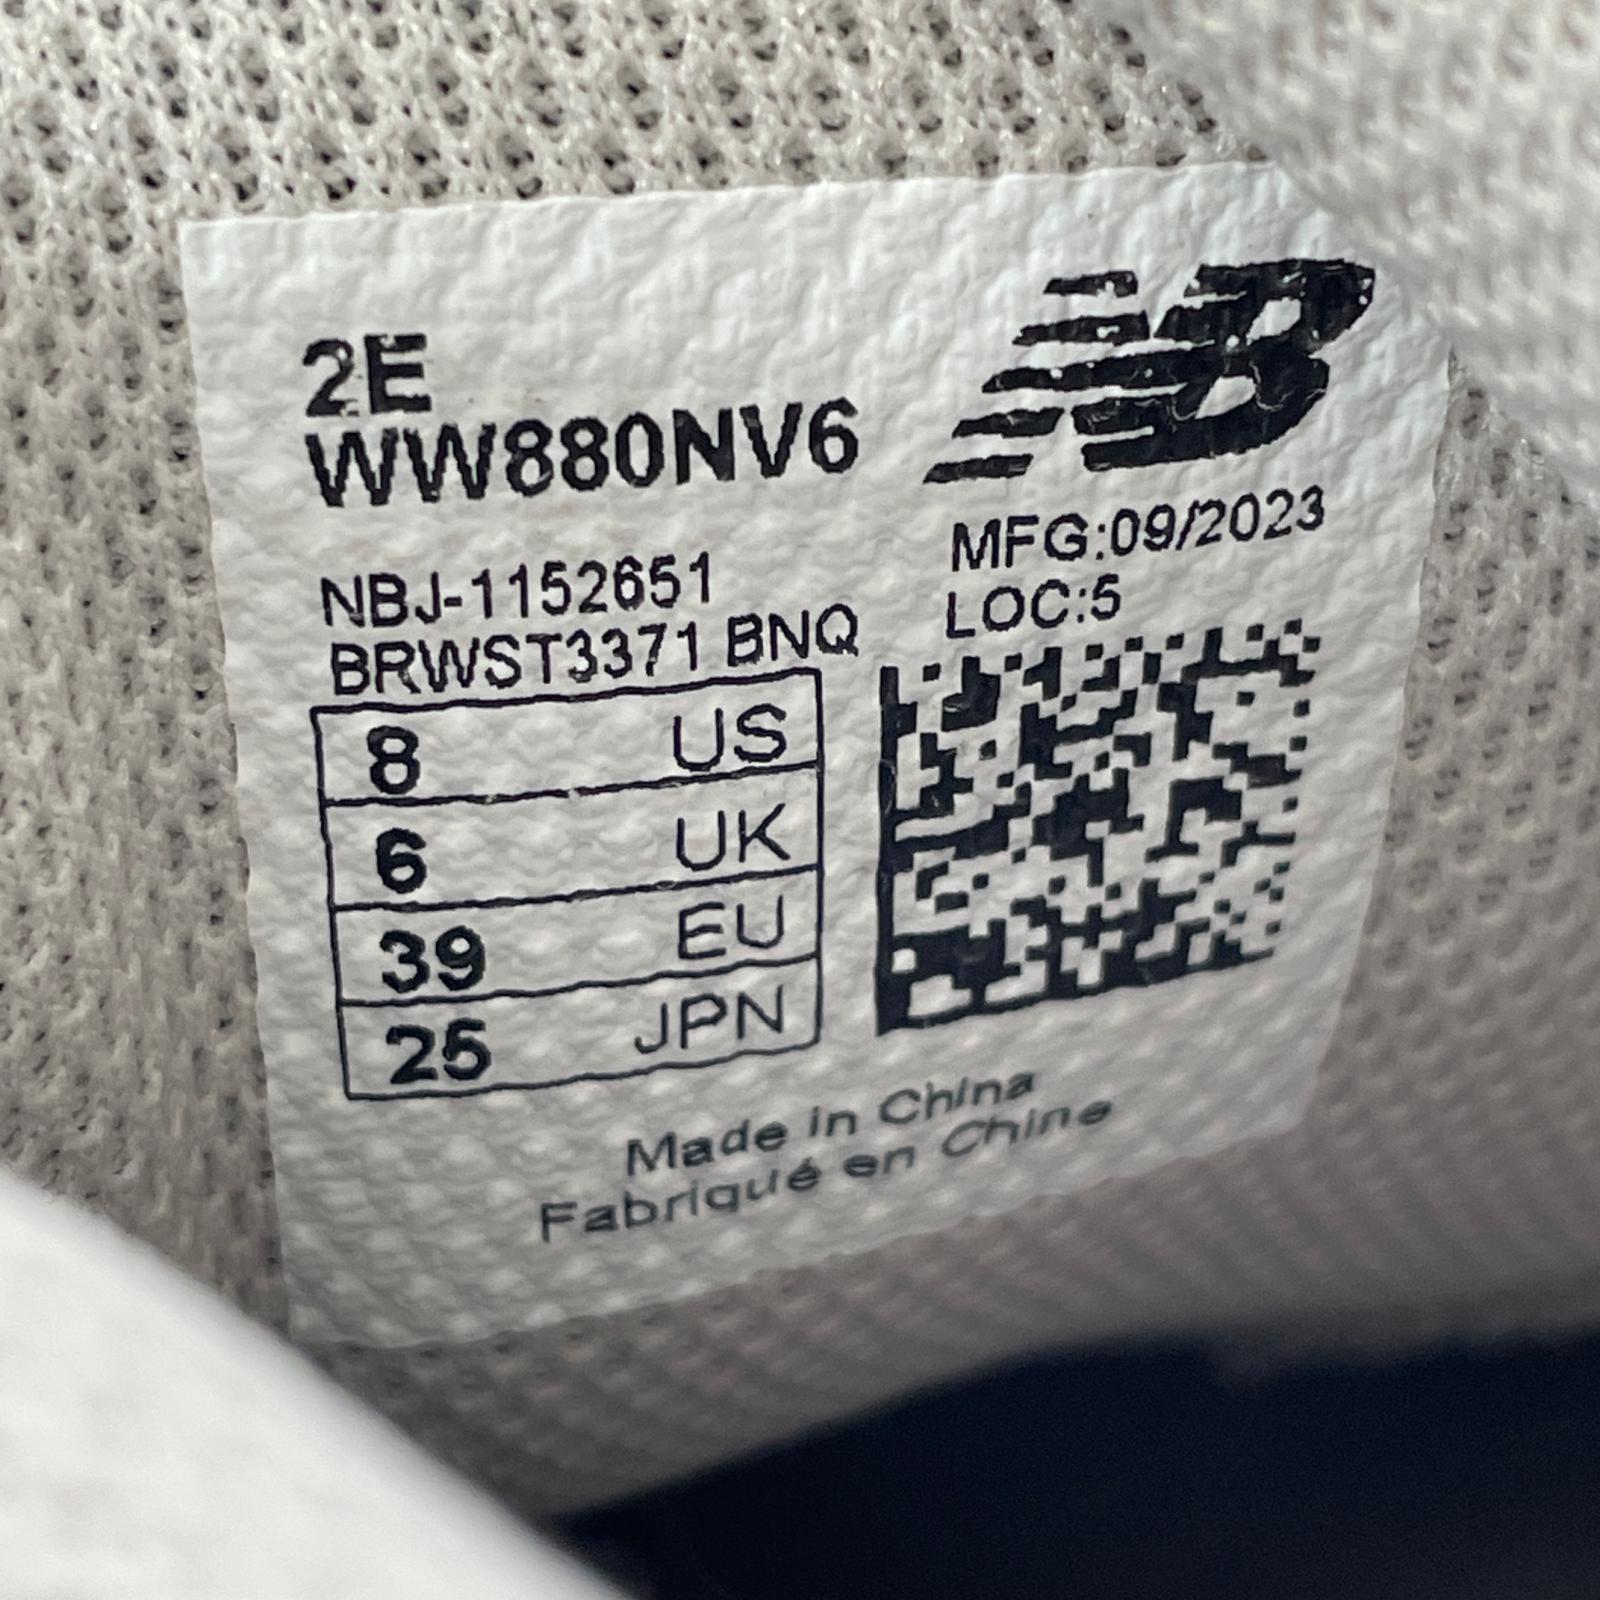 2E
WW880NV6
NB
MFG:09/2023
LOC:5
NBJ-1152651
BRWST3371 BNQ
8 US
6 UK
39 EU
25 JPN
Made in China
Fabriqué en Chine